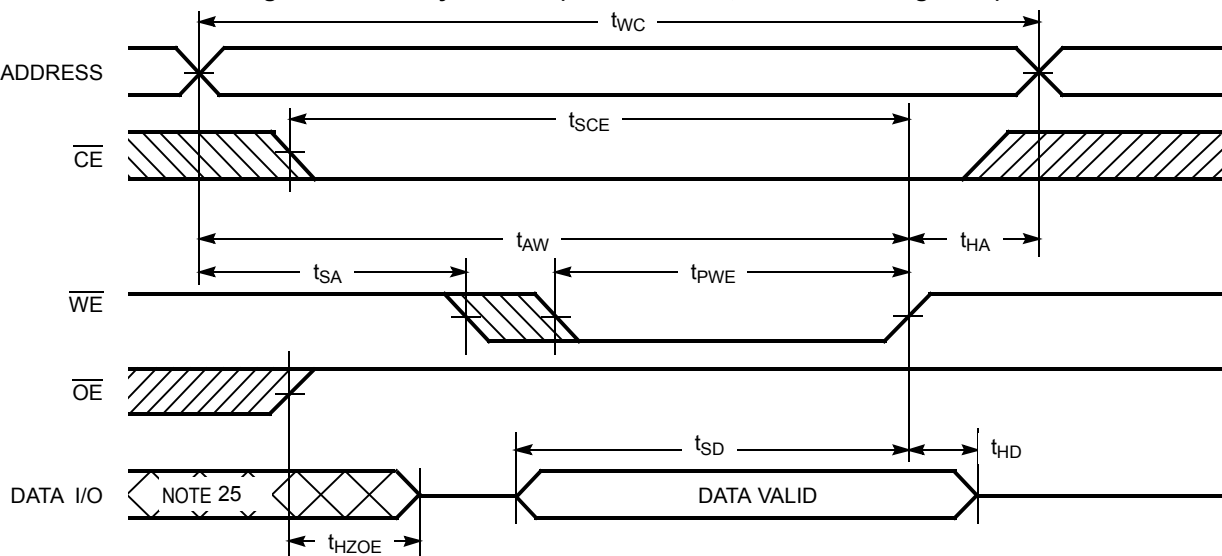 tWC
ADDRESS
tSCE
CE
tAW
tHA
tSA
tPWE
WE
OE
tSD
tHD
DATA I/O
NOTE 25
DATA VALID
tHZOE